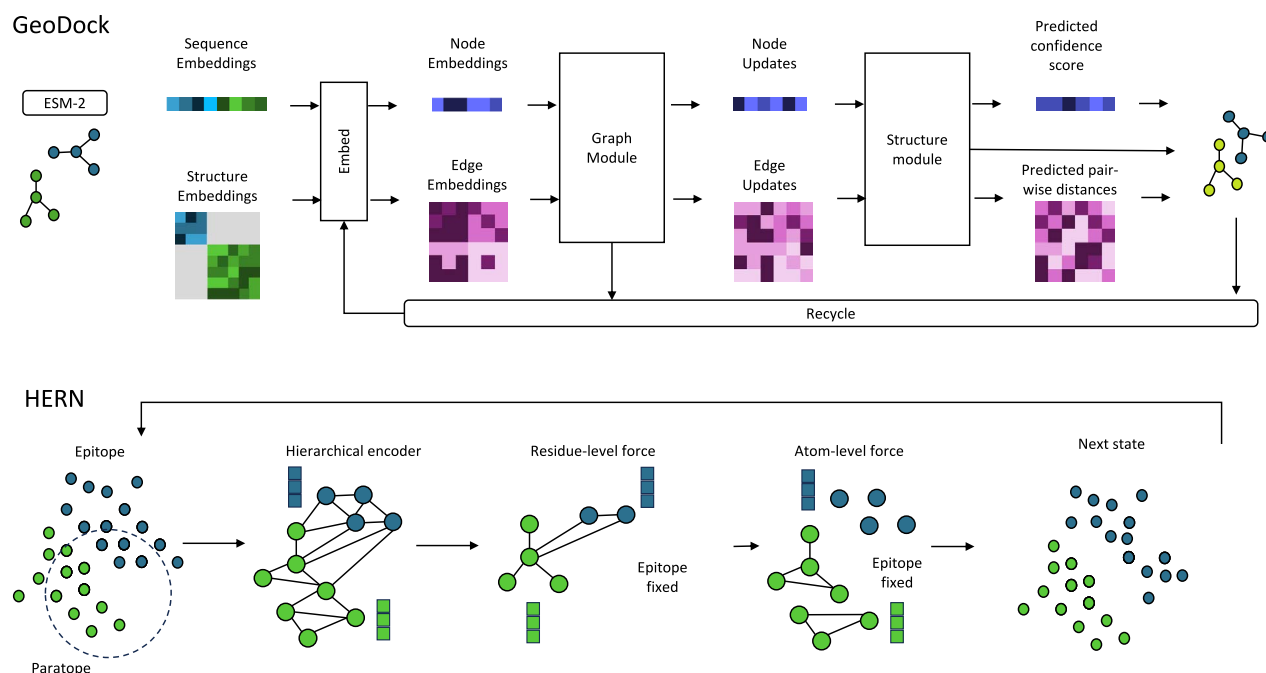 GeoDock
ESM-2
Sequence
Embeddings
Structure
Embeddings
Embed
Node
Embeddings
Edge
Embeddings
Graph
Module
Node
Updates
Edge
Updates
Structure
module
Predicted
confidence
score
Predicted pair-
wise distances
Recycle
HERN
Epitope
Paratope
Hierarchical encoder
Residue-level force
Epitope
fixed
Atom-level force
Epitope
fixed
Next state